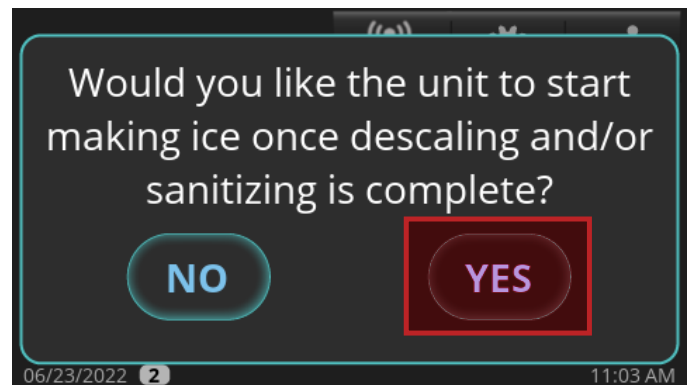 Would you like the unit to start
making ice once descaling and/or
sanitizing is complete?
NO YES
06/23/2022 2 11:03 AM